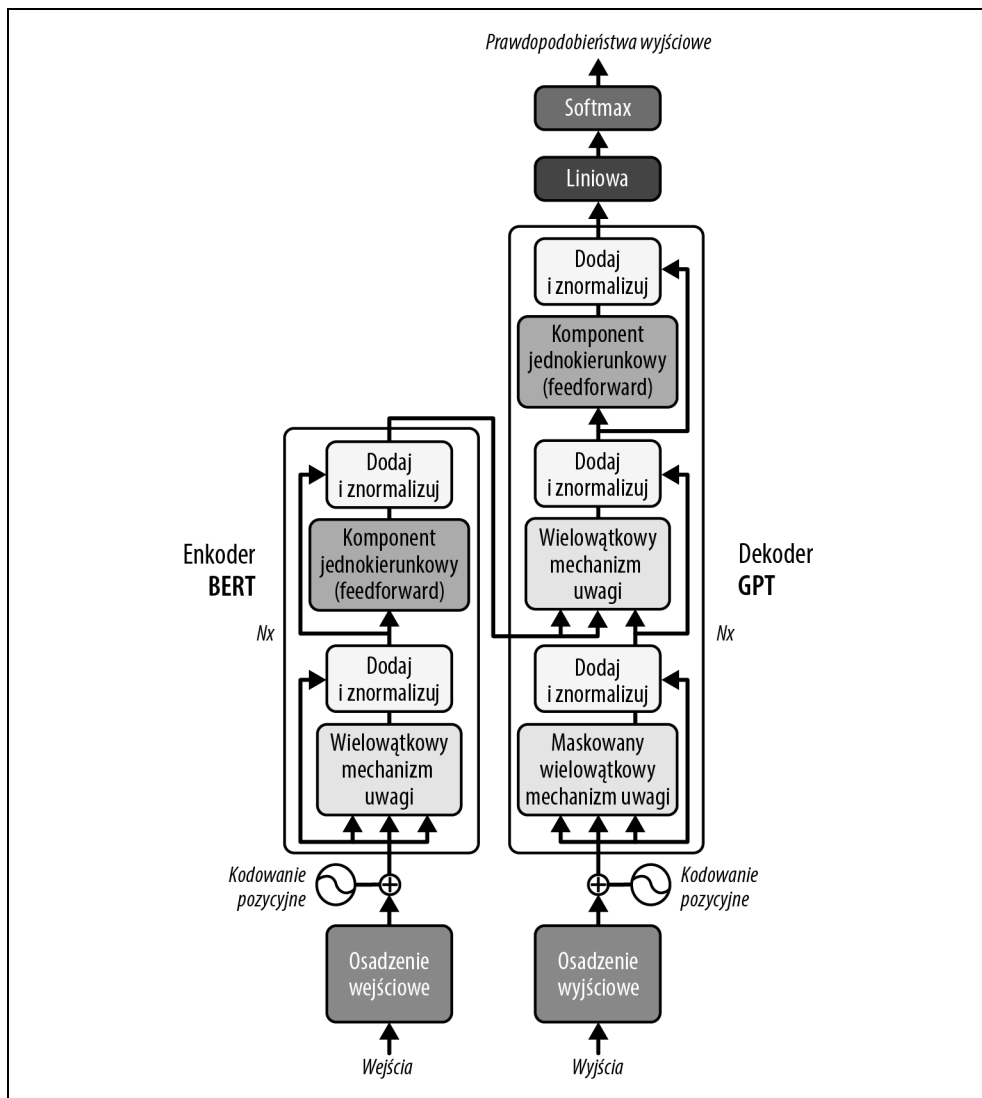 Prawdopodobieństwa wyjściowe
Softmax
Liniowa
Dodaj
i znormalizuj
Komponent
jednokierunkowy
(feedforward)
Dodaj
i znormalizuj
Wielowątkowy
mechanizm
uwagi
Dekoder
GPT
Nx
Dodaj
i znormalizuj
Maskowany
wielowątkowy
mechanizm uwagi
Kodowanie
pozycyjne
Osadzenie
wyjściowe
Wyjścia
Dodaj
i znormalizuj
Komponent
jednokierunkowy
(feedforward)
Enkoder
BERT
Nx
Dodaj
i znormalizuj
Wielowątkowy
mechanizm
uwagi
Kodowanie
pozycyjne
Osadzenie
wejściowe
Wejścia